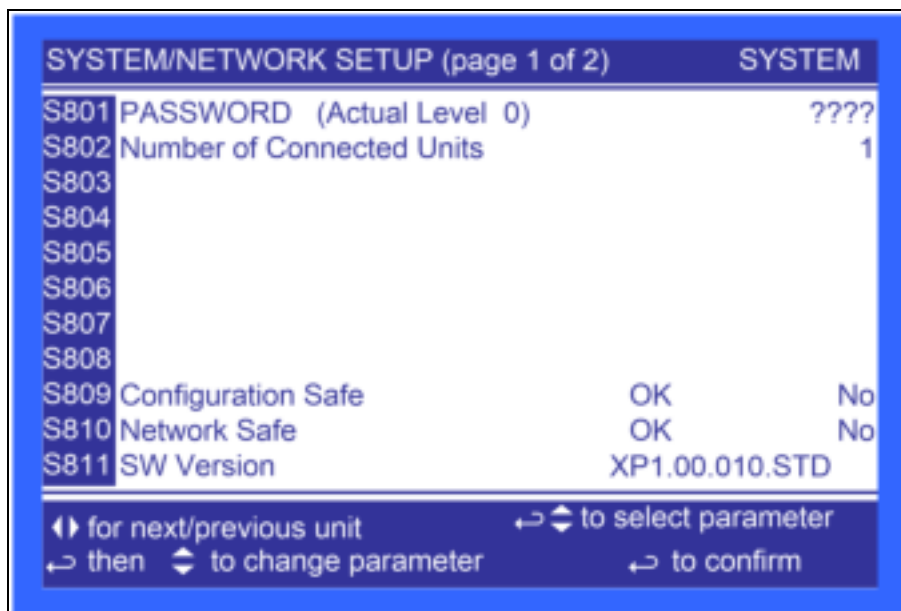 SYSTEM/NETWORK SETUP (page 1 of 2) SYSTEM
S801 PASSWORD (Actual Level 0) ????
S802 Number of Connected Units 1
S803
S804
S805
S806
S807
S808
S809 Configuration Safe OK No
S810 Network Safe OK No
S811 SW Version XP1.00.010.STD
for next/previous unit to select parameter
then to change parameter to confirm